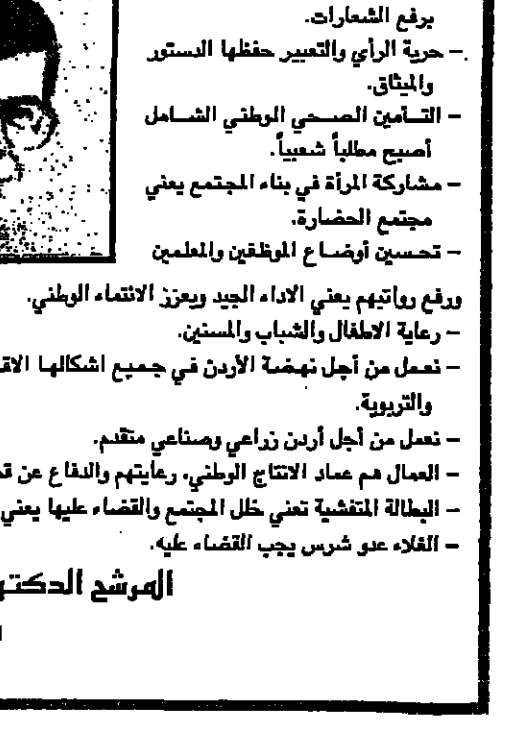 يرفع الشعارات.
– حرية الرأي والتعبير حفظها الدستور
والميثاق.
– التأمين الصحي الوطني الشامل
أصبح مطلباً شعبياً.
– مشاركة المرأة في بناء المجتمع يعني
مجتمع الحضارة.
– تحسين أوضاع الموظفين والمعلمين
ورفع رواتبهم يعني الاداء الجيد ويعزز الانتماء الوطني.
– رعاية الاطفال والشباب والمسنين.
– نعمل من أجل نهضة الأردن في جميع اشكالها
والتربوية.
– نعمل من أجل أردن زراعي وصناعي متقدم.
– العمال هم عماد الانتاج الوطني. رعايتهم والدفاع عن
– البطالة المتفشية تعني خلل المجتمع والقضاء عليها يعني
– الغلاء عدو شرس يجب القضاء عليه.
المرشح